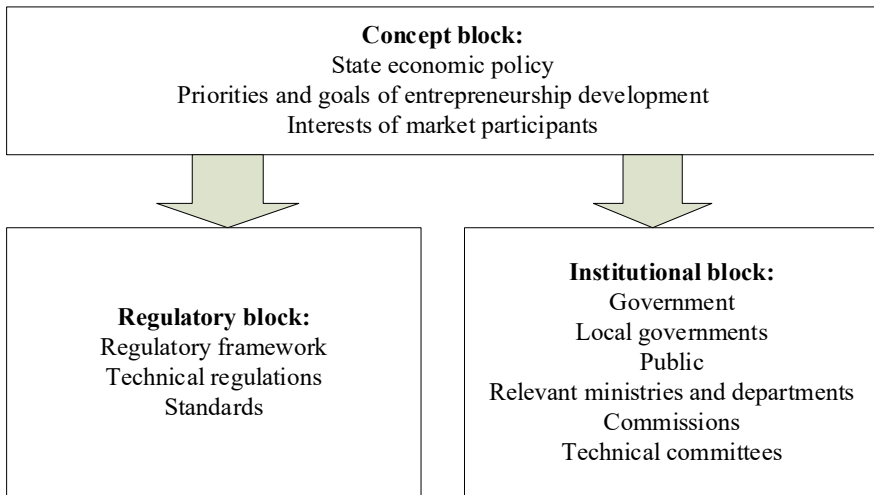 Concept block:
State economic policy
Priorities and goals of entrepreneurship development
Interests of market participants
Regulatory block:
Regulatory framework
Technical regulations
Standards
Institutional block:
Government
Local governments
Public
Relevant ministries and departments
Commissions
Technical committees